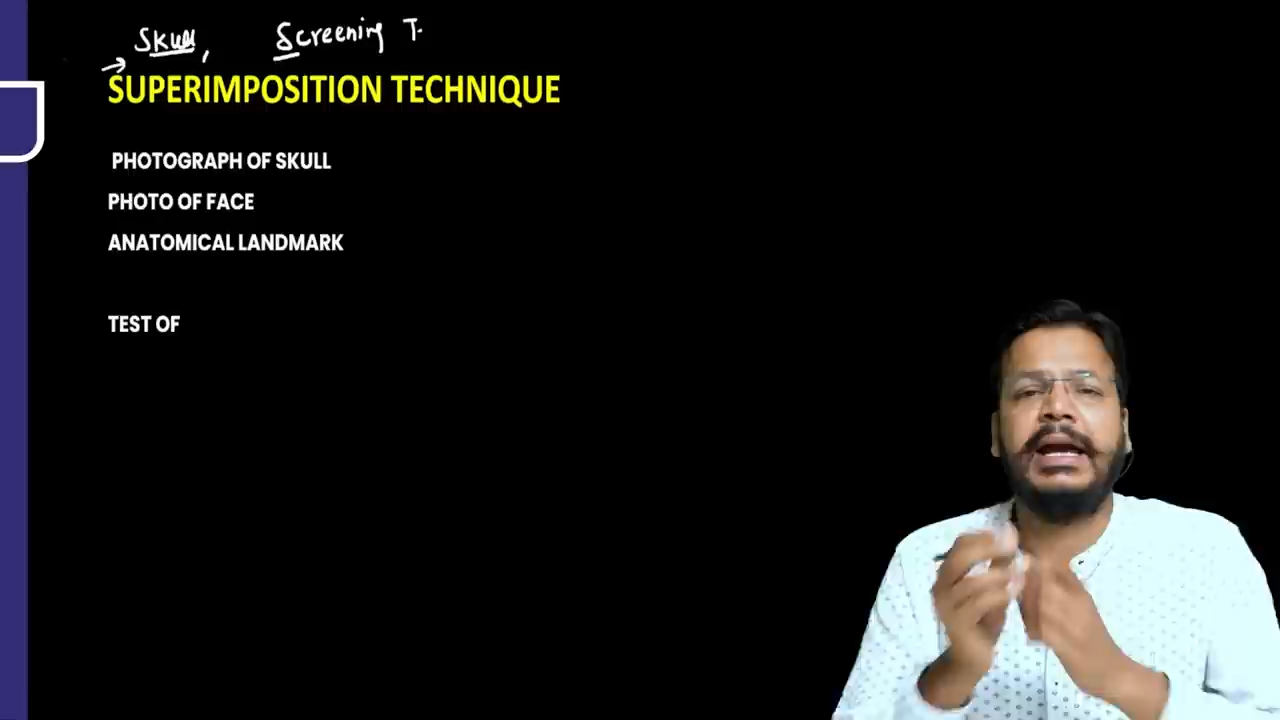 Skull, Screening T.
SUPERIMPOSITION TECHNIQUE
PHOTOGRAPH OF SKULL
PHOTO OF FACE
ANATOMICAL LANDMARK
TEST OF